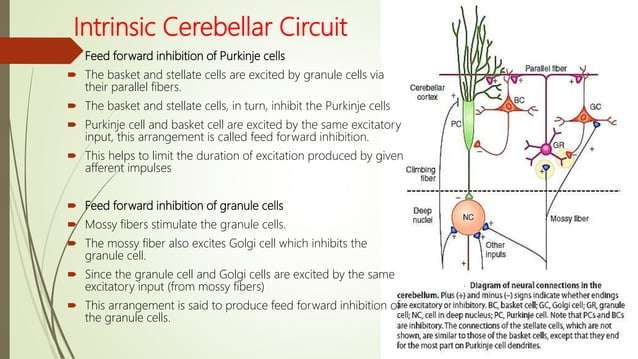 Intrinsic Cerebellar Circuit
Feed forward inhibition of Purkinje cells
The basket and stellate cells are excited by granule cells via
their parallel fibers.
The basket and stellate cells, in turn, inhibit the Purkinje cells
Purkinje cell and basket cell are excited by the same excitatory
input, this arrangement is called feed forward inhibition.
This helps to limit the duration of excitation produced by given
afferent impulses
Feed forward inhibition of granule cells
Mossy fibers stimulate the granule cells.
The mossy fiber also excites Golgi cell which inhibits the
granule cell.
Since the granule cell and Golgi cells are excited by the same
excitatory input (from mossy fibers)
This arrangement is said to produce feed forward inhibition of
the granule cells.
Parallel fiber
Cerebellar
cortex
BC
GC
PC
GR
Climbing
fiber
Deep
nuclei
NC
Mossy fiber
Other
inputs
Diagram of neural connections in the
cerebellum. Plus (+) and minus (–) signs indicate whether endings
are excitatory or inhibitory. BC, basket cell; GC, Golgi cell; GR, granule
cell; NC, cell in deep nucleus; PC, Purkinje cell. Note that PCs and BCs
are inhibitory. The connections of the stellate cells, which are not
shown, are similar to those of the basket cells, except that they end
for the most part on Purkinje cell dendrites.